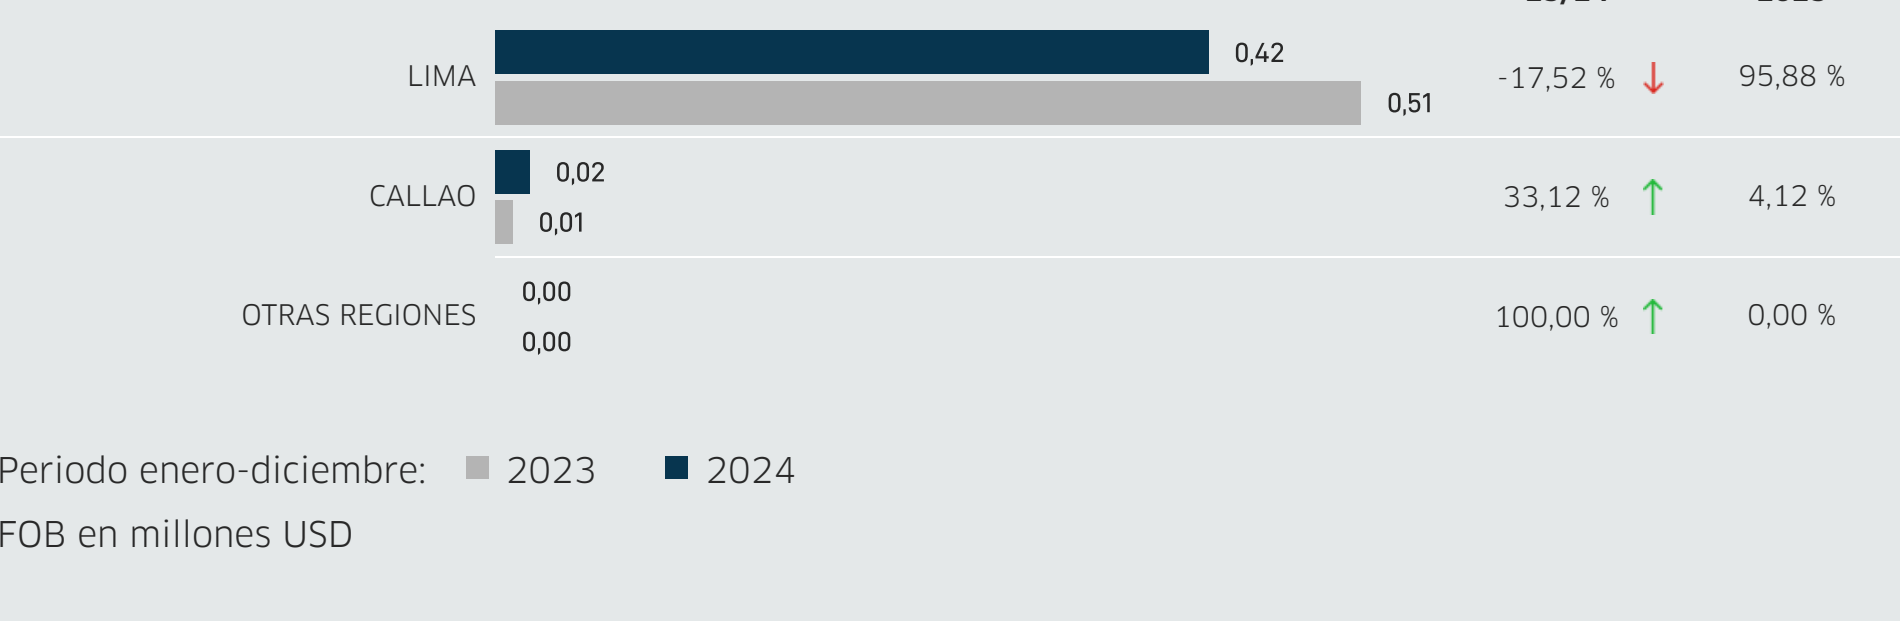 LIMA 0,42 0,51 -17,52 % 95,88 %
CALLAO 0,02 0,01 33,12 % 4,12 %
OTRAS REGIONES 0,00 0,00 100,00 % 0,00 %
Periodo enero-diciembre: 2023 2024
FOB en millones USD